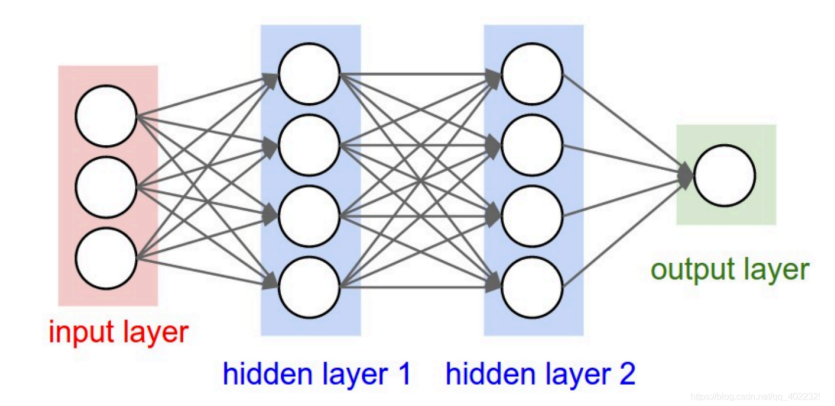 output layer
input layer
hidden layer 1
hidden layer 2